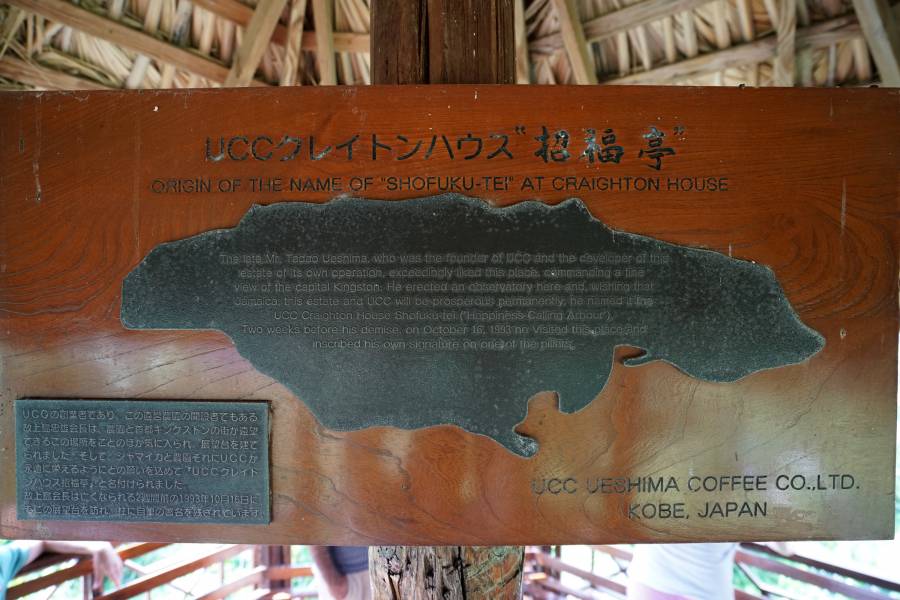 UCCクレイトンハウス“招福亭”
ORIGIN OF THE NAME OF "SHOFUKU-TEI" AT CRAIGHTON HOUSE
The late Mr. Tadao Ueshima, who was the founder of UCC and the developer of this
estate of its own operation, exceedingly liked this place, commanding a fine
view of the capital Kingston. He erected an observatory here and, wishing that
Jamaica, this estate and UCC will be prosperous permanently, he named it the
UCC Craighton House Shofuku-tei ("Happiness-Calling Arbour").
Two weeks before his demise, on October 16, 1993 he visited this place and
inscribed his own signature on one of the pillars.
UCCの創業者であり、この直営農園の開設者でもある
故上島忠雄会長は、農園と首都キングストンの街が遠望
できるこの場所をことのほか気に入られ、展望台を建て
られました。そして、ジャマイカと農園それにUCCが
永遠に栄えるようにとの願いを込めて『UCCクレイト
ンハウス招福亭』と名付けられました。
故上島会長は亡くなられる2週間前の1993年10月16日に
もこの展望台を訪れ、柱に自筆の署名を残されています。
UCC UESHIMA COFFEE CO.,LTD.
KOBE, JAPAN